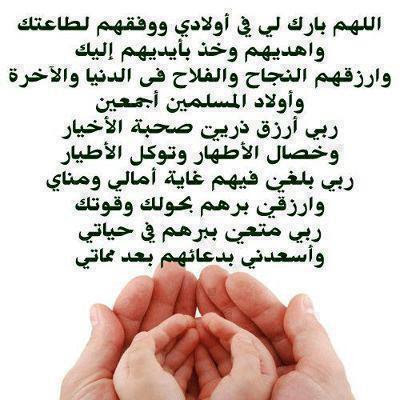 اللهم بارك لي في أولادي ووفقهم لطاعتك
واهديهم وخذ بأيديهم إليك
وارزقهم النجاح والفلاح فى الدنيا والآخرة
وأولاد المسلمين أجمعين
ربي أرزق ذريتي صحبة الأخيار
وخصال الأطهار وتوكل الأطيار
ربي بلغني فيهم غاية أمالي ومناي
وارزقني برهم بحولك وقوتك
ربي متعني ببرهم في حياتي
وأسعدني بدعائهم بعد مماتي